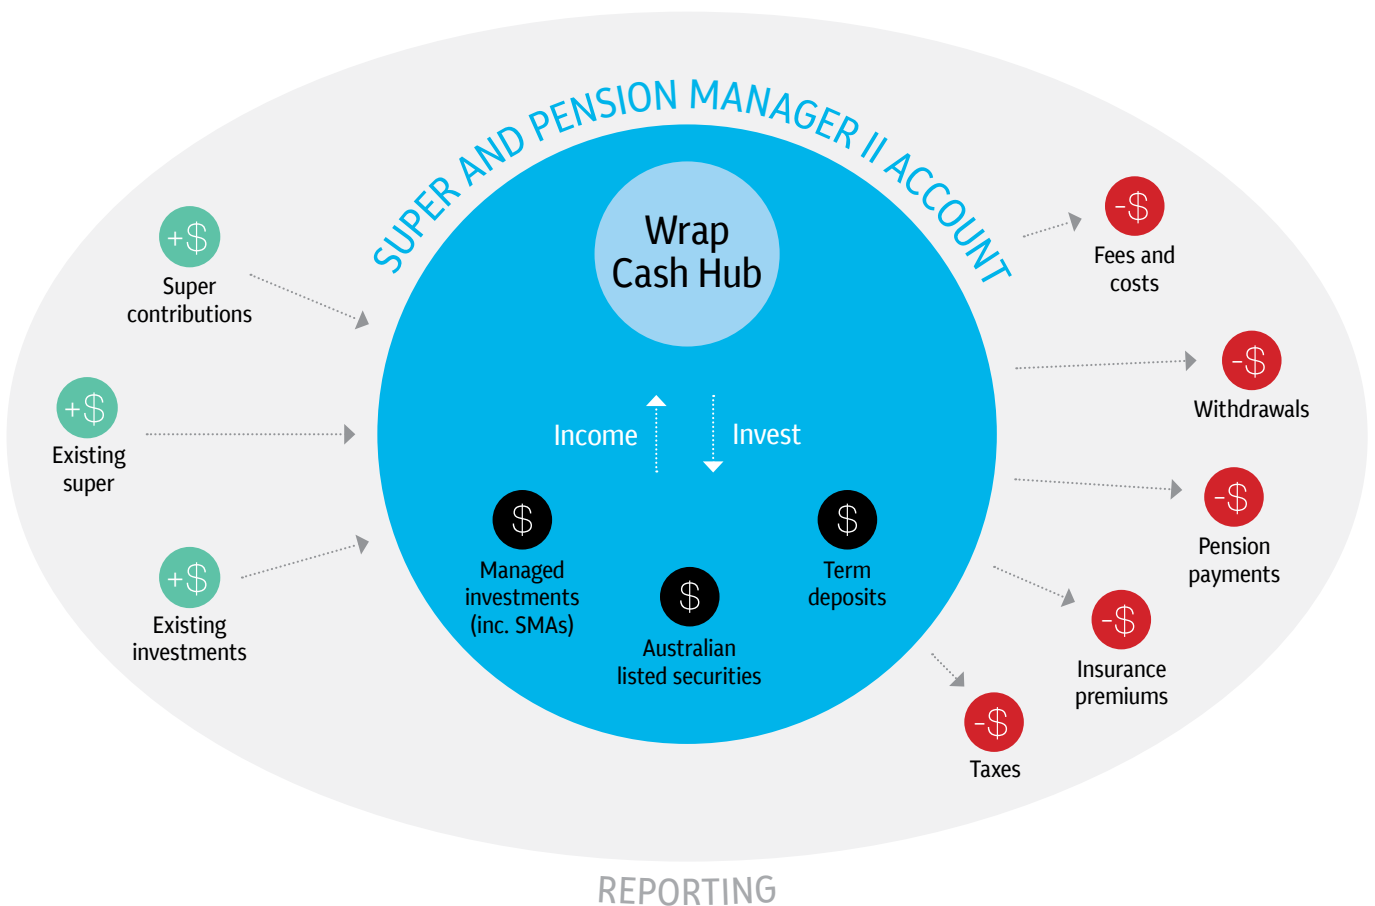 SUPER AND PENSION MANAGER II ACCOUNT
Wrap
Cash Hub
+$
Super
contributions
+$
Existing
super
+$
Existing
investments
Income
Invest
$
Managed
investments
(inc. SMAs)
$
Australian
listed securities
$
Term
deposits
-$
Fees and
costs
-$
Withdrawals
-$
Pension
payments
-$
Insurance
premiums
-$
Taxes
REPORTING